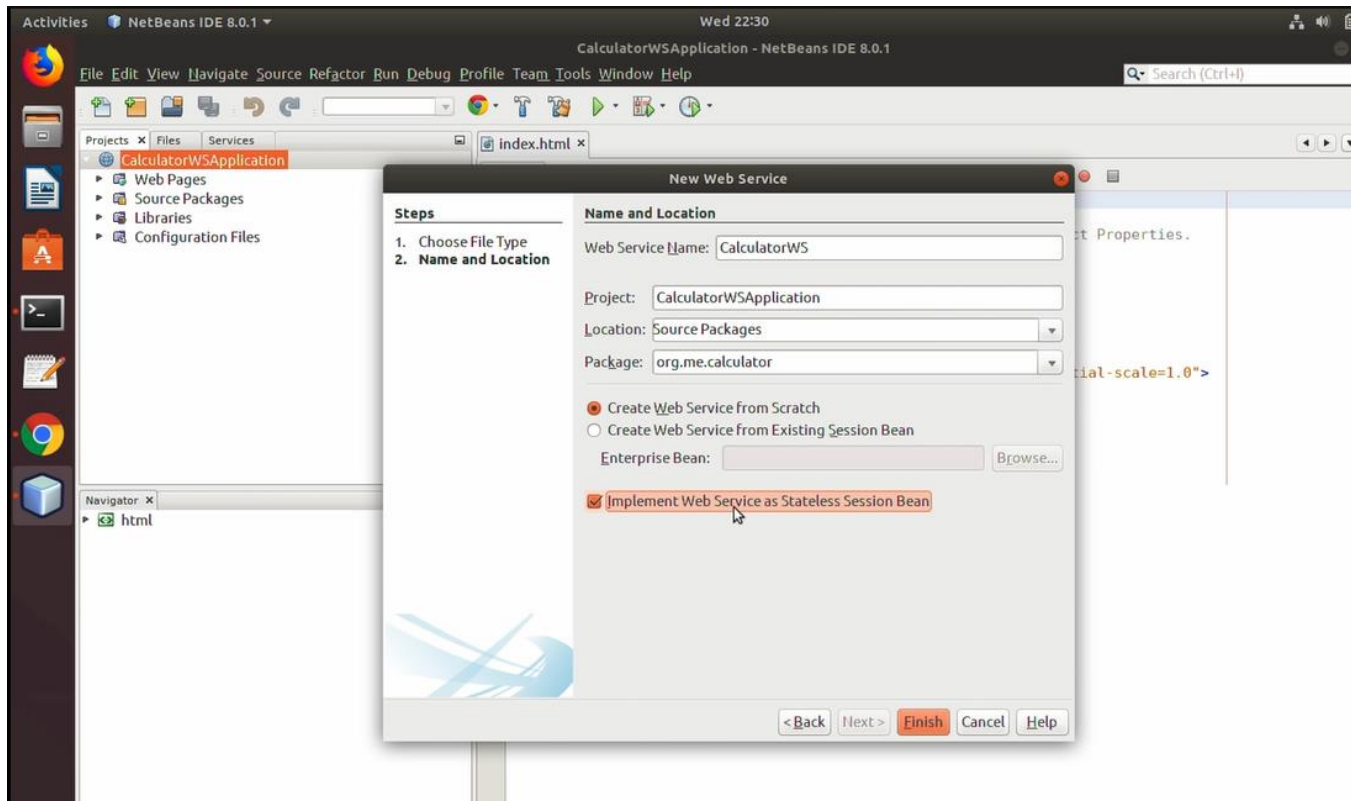 Activities NetBeans IDE 8.0.1 Wed 22:30
CalculatorWSApplication - NetBeans IDE 8.0.1
File Edit View Navigate Source Refactor Run Debug Profile Team Tools Window Help Search (Ctrl+I)
Projects Files Services index.html
CalculatorWSApplication
Web Pages
Source Packages
Libraries
Configuration Files
New Web Service
Steps
1. Choose File Type
2. Name and Location
Name and Location
Web Service Name: CalculatorWS
Project: CalculatorWSApplication
Location: Source Packages
Package: org.me.calculator
Create Web Service from Scratch
Create Web Service from Existing Session Bean
Enterprise Bean: Browse...
Implement Web Service as Stateless Session Bean
< Back Next > Finish Cancel Help
Properties.
scale=1.0">
Navigator
html